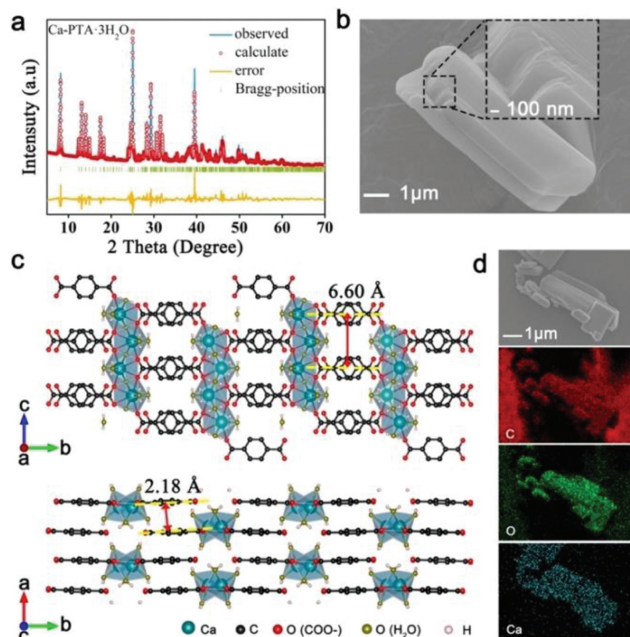 a
Ca-PTA·3H₂O
observed
calculate
error
Bragg-position
Intensuty (a.u)
10 20 30 40 50 60 70
2 Theta (Degree)
b
100 nm
1μm
c
6.60 Å
c
a
b
2.18 Å
a
c
b
Ca C O (COO-) O (H₂O) H
d
1μm
C
O
Ca